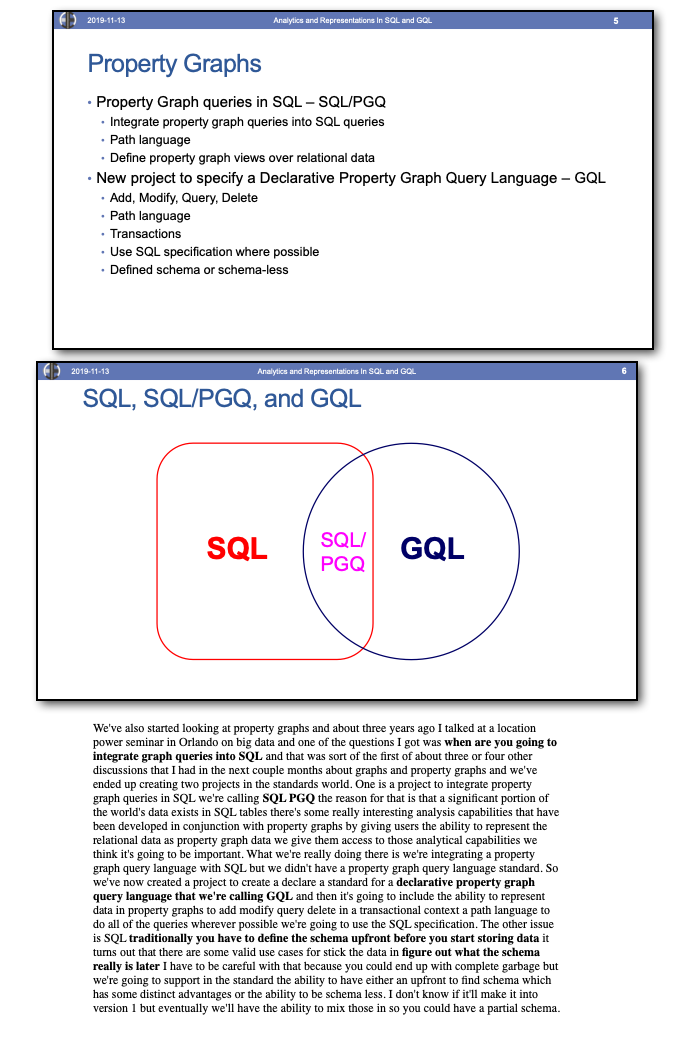 2019-11-13 Analytics and Representations In SQL and GQL 5
Property Graphs
• Property Graph queries in SQL – SQL/PGQ
• Integrate property graph queries into SQL queries
• Path language
• Define property graph views over relational data
• New project to specify a Declarative Property Graph Query Language – GQL
• Add, Modify, Query, Delete
• Path language
• Transactions
• Use SQL specification where possible
• Defined schema or schema-less
2019-11-13 Analytics and Representations In SQL and GQL 6
SQL, SQL/PGQ, and GQL
SQL
SQL/
PGQ
GQL
We've also started looking at property graphs and about three years ago I talked at a location
power seminar in Orlando on big data and one of the questions I got was when are you going to
integrate graph queries into SQL and that was sort of the first of about three or four other
discussions that I had in the next couple months about graphs and property graphs and we've
ended up creating two projects in the standards world. One is a project to integrate property
graph queries in SQL we're calling SQL PGQ the reason for that is that a significant portion of
the world's data exists in SQL tables there's some really interesting analysis capabilities that have
been developed in conjunction with property graphs by giving users the ability to represent the
relational data as property graph data we give them access to those analytical capabilities we
think it's going to be important. What we're really doing there is we're integrating a property
graph query language with SQL but we didn't have a property graph query language standard. So
we've now created a project to create a declare a standard for a declarative property graph
query language that we're calling GQL and then it's going to include the ability to represent
data in property graphs to add modify query delete in a transactional context a path language to
do all of the queries wherever possible we're going to use the SQL specification. The other issue
is SQL traditionally you have to define the schema upfront before you start storing data it
turns out that there are some valid use cases for stick the data in figure out what the schema
really is later I have to be careful with that because you could end up with complete garbage but
we're going to support in the standard the ability to have either an upfront to find schema which
has some distinct advantages or the ability to be schema less. I don't know if it'll make it into
version 1 but eventually we'll have the ability to mix those in so you could have a partial schema.